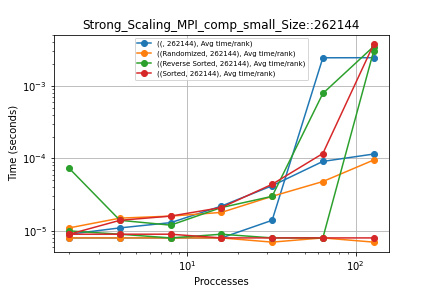 Strong_Scaling_MPI_comp_small_Size::262144
((, 262144), Avg time/rank)
((Randomized, 262144), Avg time/rank)
((Reverse Sorted, 262144), Avg time/rank)
((Sorted, 262144), Avg time/rank)
Time (seconds)
10⁻³
10⁻⁴
10⁻⁵
10¹
10²
Proccesses